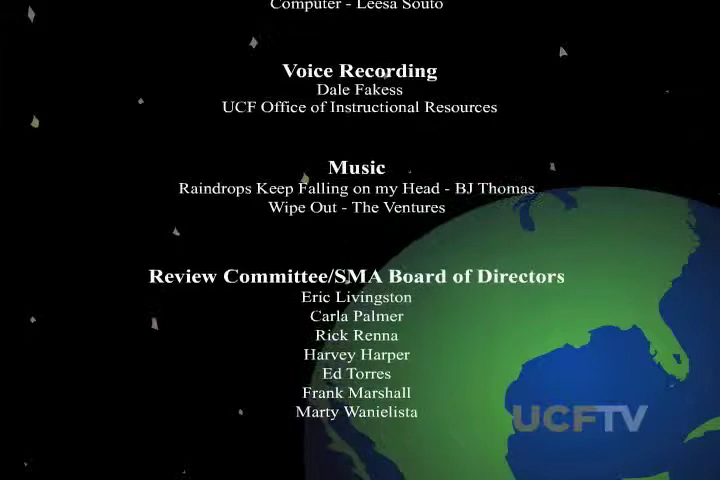 Computer - Leesa Souto
Voice Recording
Dale Fakess
UCF Office of Instructional Resources
Music
Raindrops Keep Falling on my Head - BJ Thomas
Wipe Out - The Ventures
Review Committee/SMA Board of Directors
Eric Livingston
Carla Palmer
Rick Renna
Harvey Harper
Ed Torres
Frank Marshall
Marty Wanielista
UCFTV